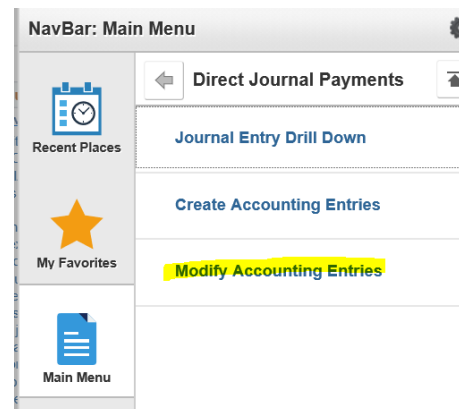 NavBar: Main Menu
Direct Journal Payments
Recent Places
Journal Entry Drill Down
Create Accounting Entries
My Favorites
Modify Accounting Entries
Main Menu